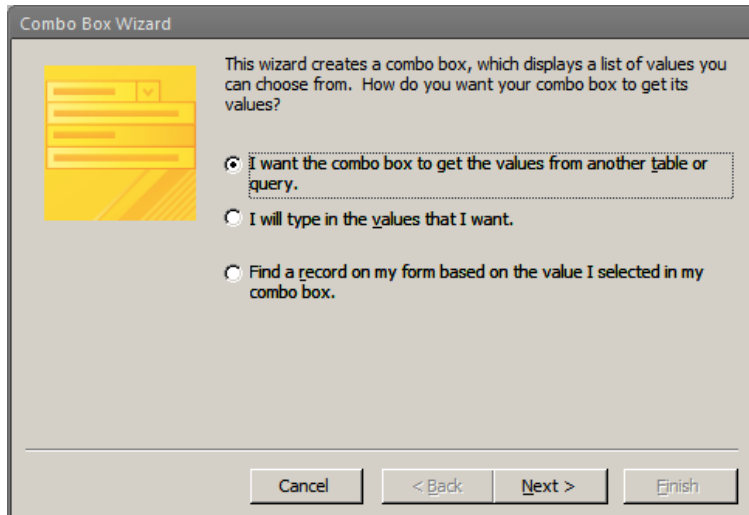 Combo Box Wizard
This wizard creates a combo box, which displays a list of values you
can choose from. How do you want your combo box to get its
values?
I want the combo box to get the values from another table or
query.
I will type in the values that I want.
Find a record on my form based on the value I selected in my
combo box.
Cancel
< Back
Next >
Finish